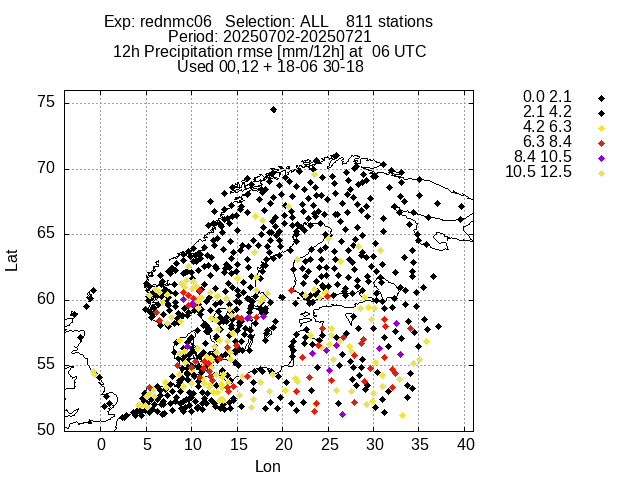 Exp: rednmc06 Selection: ALL 811 stations
Period: 20250702-20250721
12h Precipitation rmse [mm/12h] at 06 UTC
Used 00,12 + 18-06 30-18
0.0 2.1
2.1 4.2
4.2 6.3
6.3 8.4
8.4 10.5
10.5 12.5
75
70
65
60
55
50
Lat
0 5 10 15 20 25 30 35 40
Lon